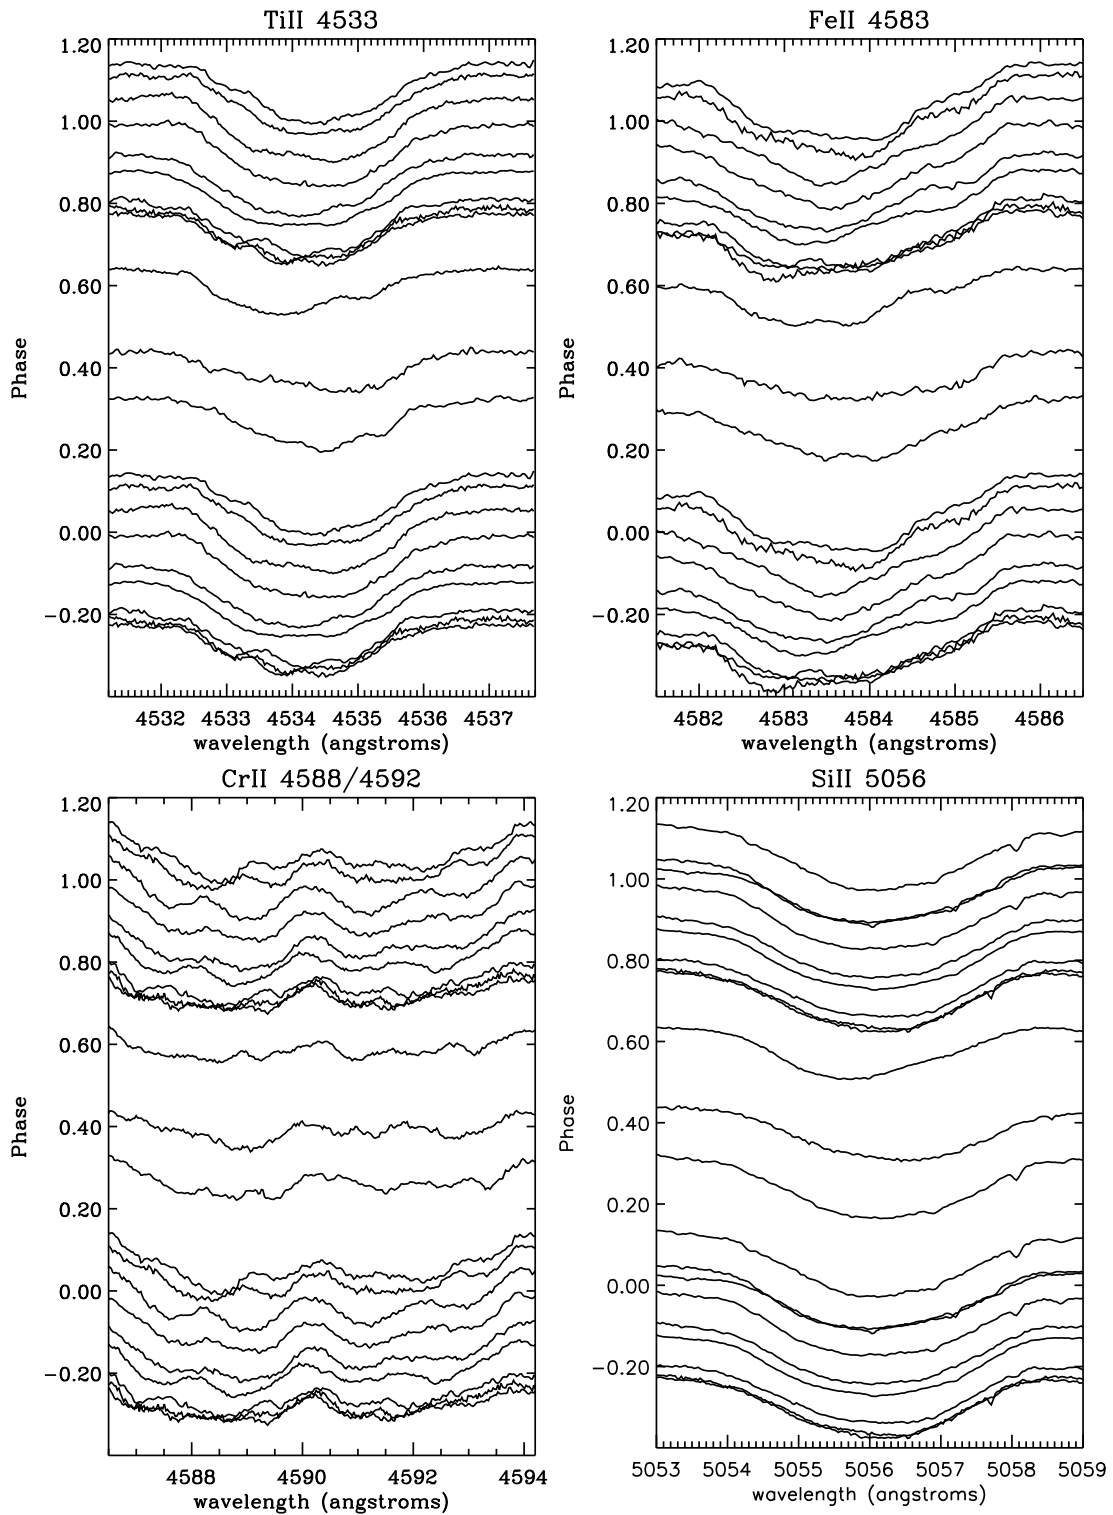 TiII 4533
1.20
1.00
0.80
0.60
0.40
0.20
0.00
−0.20
Phase
4532 4533 4534 4535 4536 4537
wavelength (angstroms)
FeII 4583
1.20
1.00
0.80
0.60
0.40
0.20
0.00
−0.20
Phase
4582 4583 4584 4585 4586
wavelength (angstroms)
CrII 4588/4592
1.20
1.00
0.80
0.60
0.40
0.20
0.00
−0.20
Phase
4588 4590 4592 4594
wavelength (angstroms)
SiII 5056
1.20
1.00
0.80
0.60
0.40
0.20
0.00
−0.20
Phase
5053 5054 5055 5056 5057 5058 5059
wavelength (angstroms)